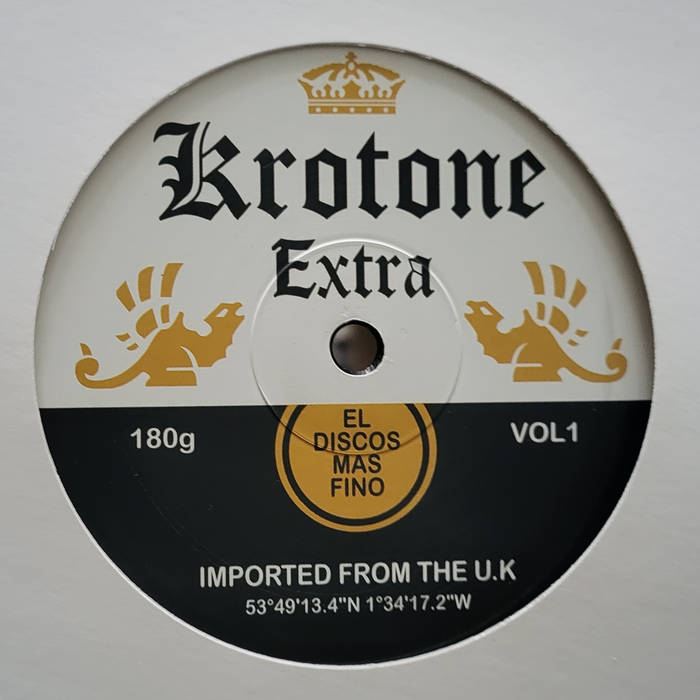 Krotone
Extra
180g
EL
DISCOS
MAS
FINO
VOL1
IMPORTED FROM THE U.K
53°49'13.4"N 1°34'17.2"W